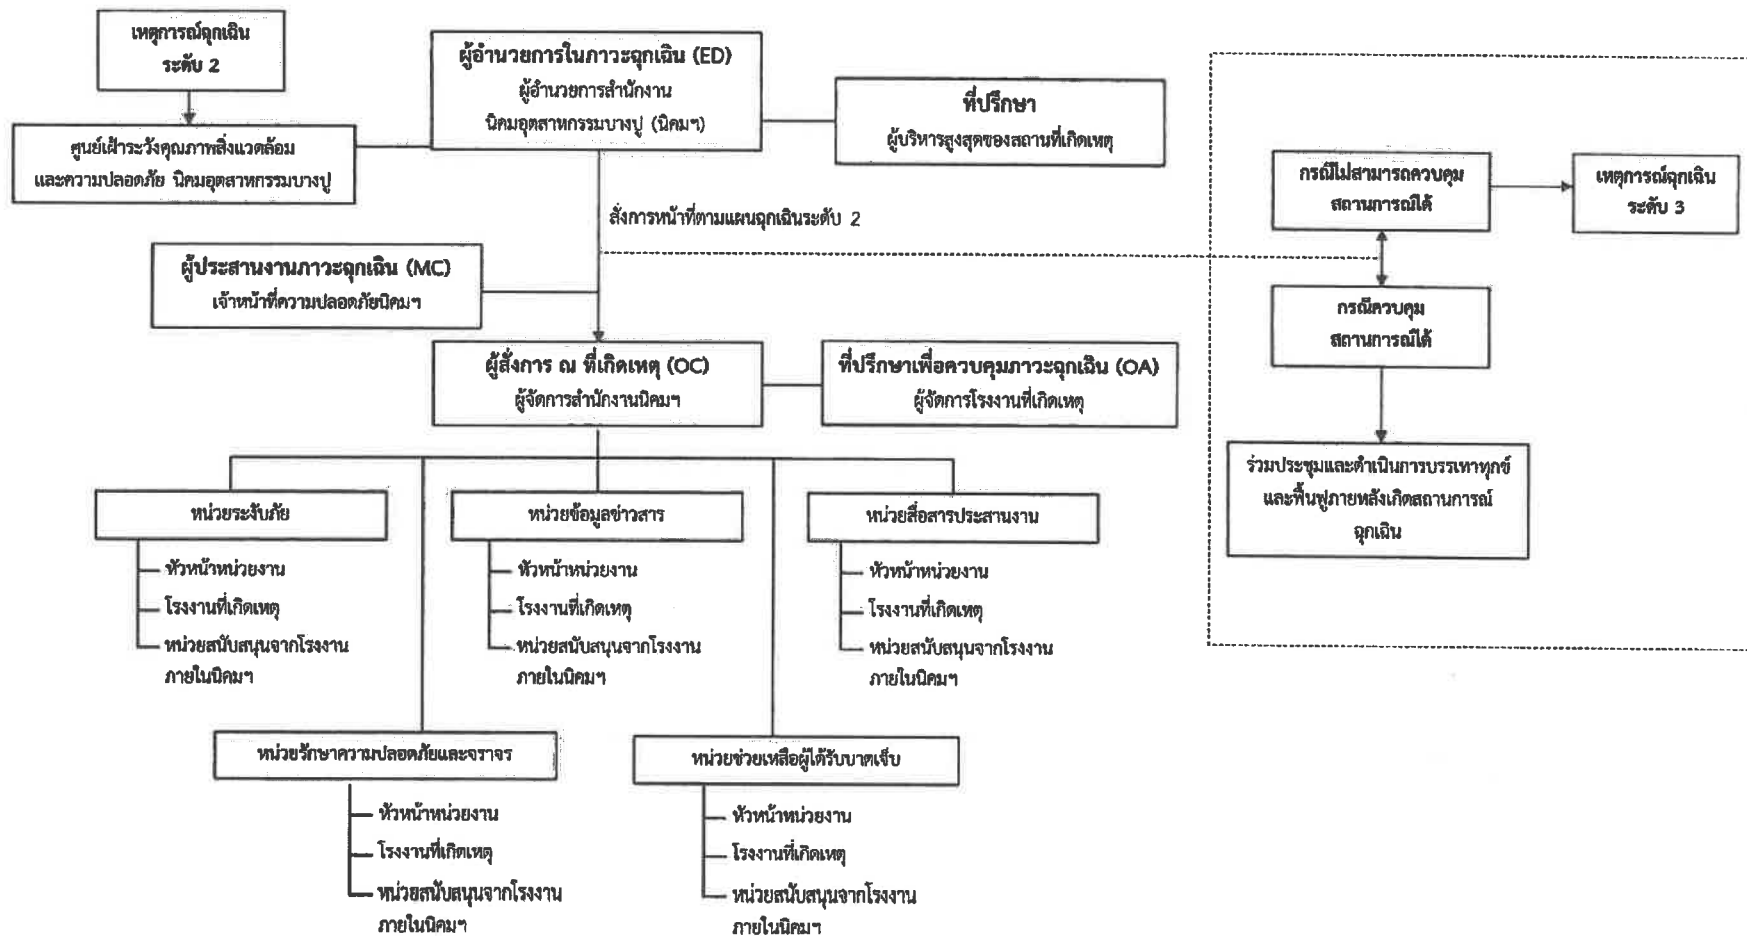 เหตุการณ์ฉุกเฉิน
ระดับ 2
ผู้อำนวยการในภาวะฉุกเฉิน (ED)
ผู้อำนวยการสำนักงาน
นิคมอุตสาหกรรมบางปู (นิคมฯ)
ที่ปรึกษา
ผู้บริหารสูงสุดของสถานที่เกิดเหตุ
ศูนย์เฝ้าระวังคุณภาพสิ่งแวดล้อม
และความปลอดภัย นิคมอุตสาหกรรมบางปู
สั่งการหน้าที่ตามแผนฉุกเฉินระดับ 2
ผู้ประสานงานภาวะฉุกเฉิน (MC)
เจ้าหน้าที่ความปลอดภัยนิคมฯ
ผู้สั่งการ ณ ที่เกิดเหตุ (OC)
ผู้จัดการสำนักงานนิคมฯ
ที่ปรึกษาเพื่อควบคุมภาวะฉุกเฉิน (OA)
ผู้จัดการโรงงานที่เกิดเหตุ
หน่วยระงับภัย
หัวหน้าหน่วยงาน
โรงงานที่เกิดเหตุ
หน่วยสนับสนุนจากโรงงาน
ภายในนิคมฯ
หน่วยข้อมูลข่าวสาร
หัวหน้าหน่วยงาน
โรงงานที่เกิดเหตุ
หน่วยสนับสนุนจากโรงงาน
ภายในนิคมฯ
หน่วยสื่อสารประสานงาน
หัวหน้าหน่วยงาน
โรงงานที่เกิดเหตุ
หน่วยสนับสนุนจากโรงงาน
ภายในนิคมฯ
หน่วยรักษาความปลอดภัยและจราจร
หัวหน้าหน่วยงาน
โรงงานที่เกิดเหตุ
หน่วยสนับสนุนจากโรงงาน
ภายในนิคมฯ
หน่วยช่วยเหลือผู้ได้รับบาดเจ็บ
หัวหน้าหน่วยงาน
โรงงานที่เกิดเหตุ
หน่วยสนับสนุนจากโรงงาน
ภายในนิคมฯ
กรณีไม่สามารถควบคุม
สถานการณ์ได้
เหตุการณ์ฉุกเฉิน
ระดับ 3
กรณีควบคุม
สถานการณ์ได้
ร่วมประชุมและดำเนินการบรรเทาทุกข์
และฟื้นฟูภายหลังเกิดสถานการณ์
ฉุกเฉิน